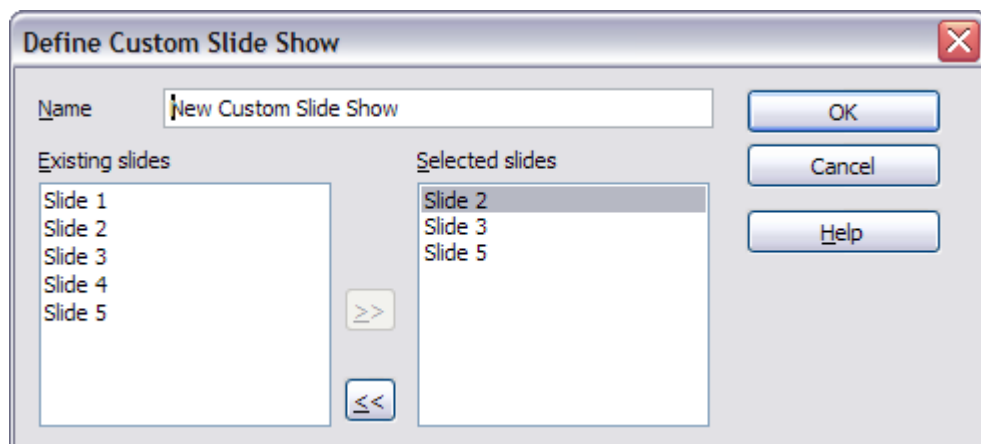 Define Custom Slide Show
Name
New Custom Slide Show
OK
Existing slides
Selected slides
Cancel
Slide 1
Slide 2
Slide 3
Slide 4
Slide 5
>>
<<
Slide 2
Slide 3
Slide 5
Help